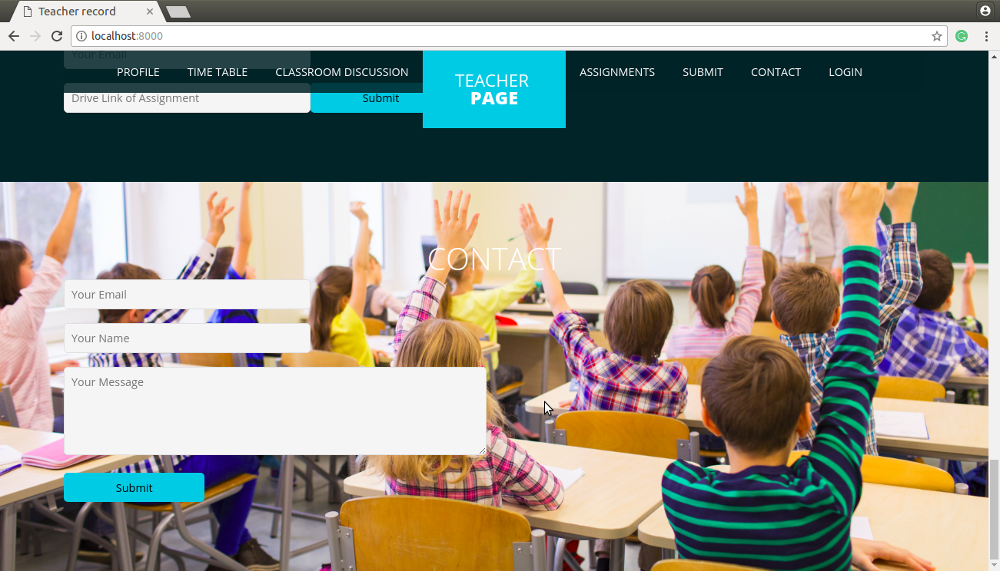 Teacher record
localhost:8000
Your Email
PROFILE
TIME TABLE
CLASSROOM DISCUSSION
TEACHER
PAGE
ASSIGNMENTS
SUBMIT
CONTACT
LOGIN
Drive Link of Assignment
Submit
CONTACT
Your Email
Your Name
Your Message
Submit